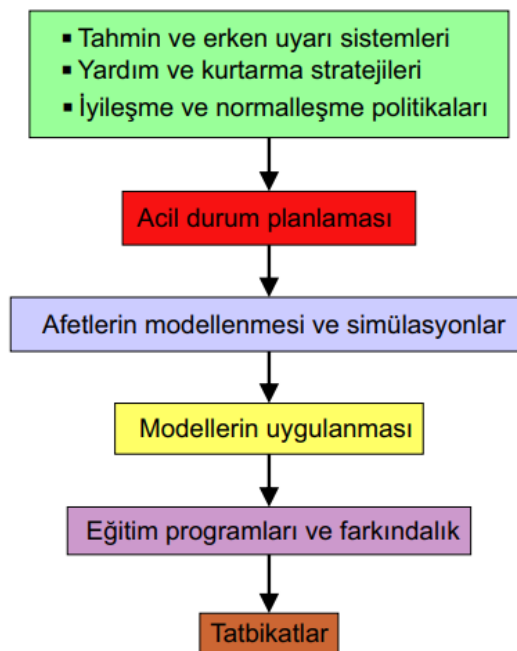 ▪ Tahmin ve erken uyarı sistemleri
▪ Yardım ve kurtarma stratejileri
▪ İyileşme ve normalleşme politikaları
Acil durum planlaması
Afetlerin modellenmesi ve simülasyonlar
Modellerin uygulanması
Eğitim programları ve farkındalık
Tatbikatlar